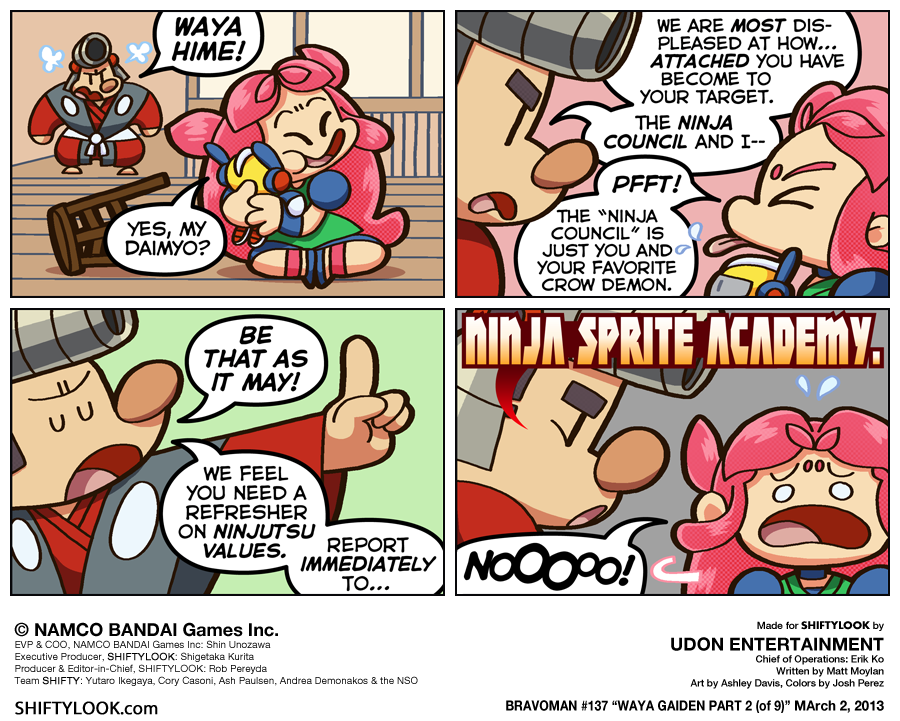 WAYA
HIME!
YES, MY
DAIMYO?
WE ARE MOST DIS-
PLEASED AT HOW...
ATTACHED YOU HAVE
BECOME TO
YOUR TARGET.
THE NINJA
COUNCIL AND I--
PFFT!
THE "NINJA
COUNCIL" IS
JUST YOU AND
YOUR FAVORITE
CROW DEMON.
BE
THAT AS
IT MAY!
WE FEEL
YOU NEED A
REFRESHER
ON NINJUTSU
VALUES.
REPORT
IMMEDIATELY
TO...
NINJA SPRITE ACADEMY.
NOOOOO!
© NAMCO BANDAI Games Inc.
EVP & COO, NAMCO BANDAI Games Inc: Shin Unozawa
Executive Producer, SHIFTYLOOK: Shigetaka Kurita
Producer & Editor-in-Chief, SHIFTYLOOK: Rob Pereyda
Team SHIFTY: Yutaro Ikegaya, Cory Casoni, Ash Paulsen, Andrea Demonakos & the NSO
SHIFTYLOOK.com
Made for SHIFTYLOOK by
UDON ENTERTAINMENT
Chief of Operations: Erik Ko
Written by Matt Moylan
Art by Ashley Davis, Colors by Josh Perez
BRAVOMAN #137 “WAYA GAIDEN PART 2 (of 9)” MArch 2, 2013